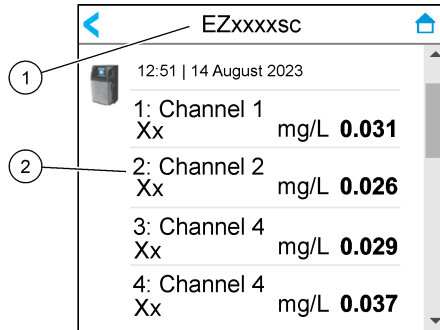 EZxxxxsc
12:51 | 14 August 2023
1
1: Channel 1
Xx mg/L 0.031
2
2: Channel 2
Xx mg/L 0.026
3: Channel 4
Xx mg/L 0.029
4: Channel 4
Xx mg/L 0.037